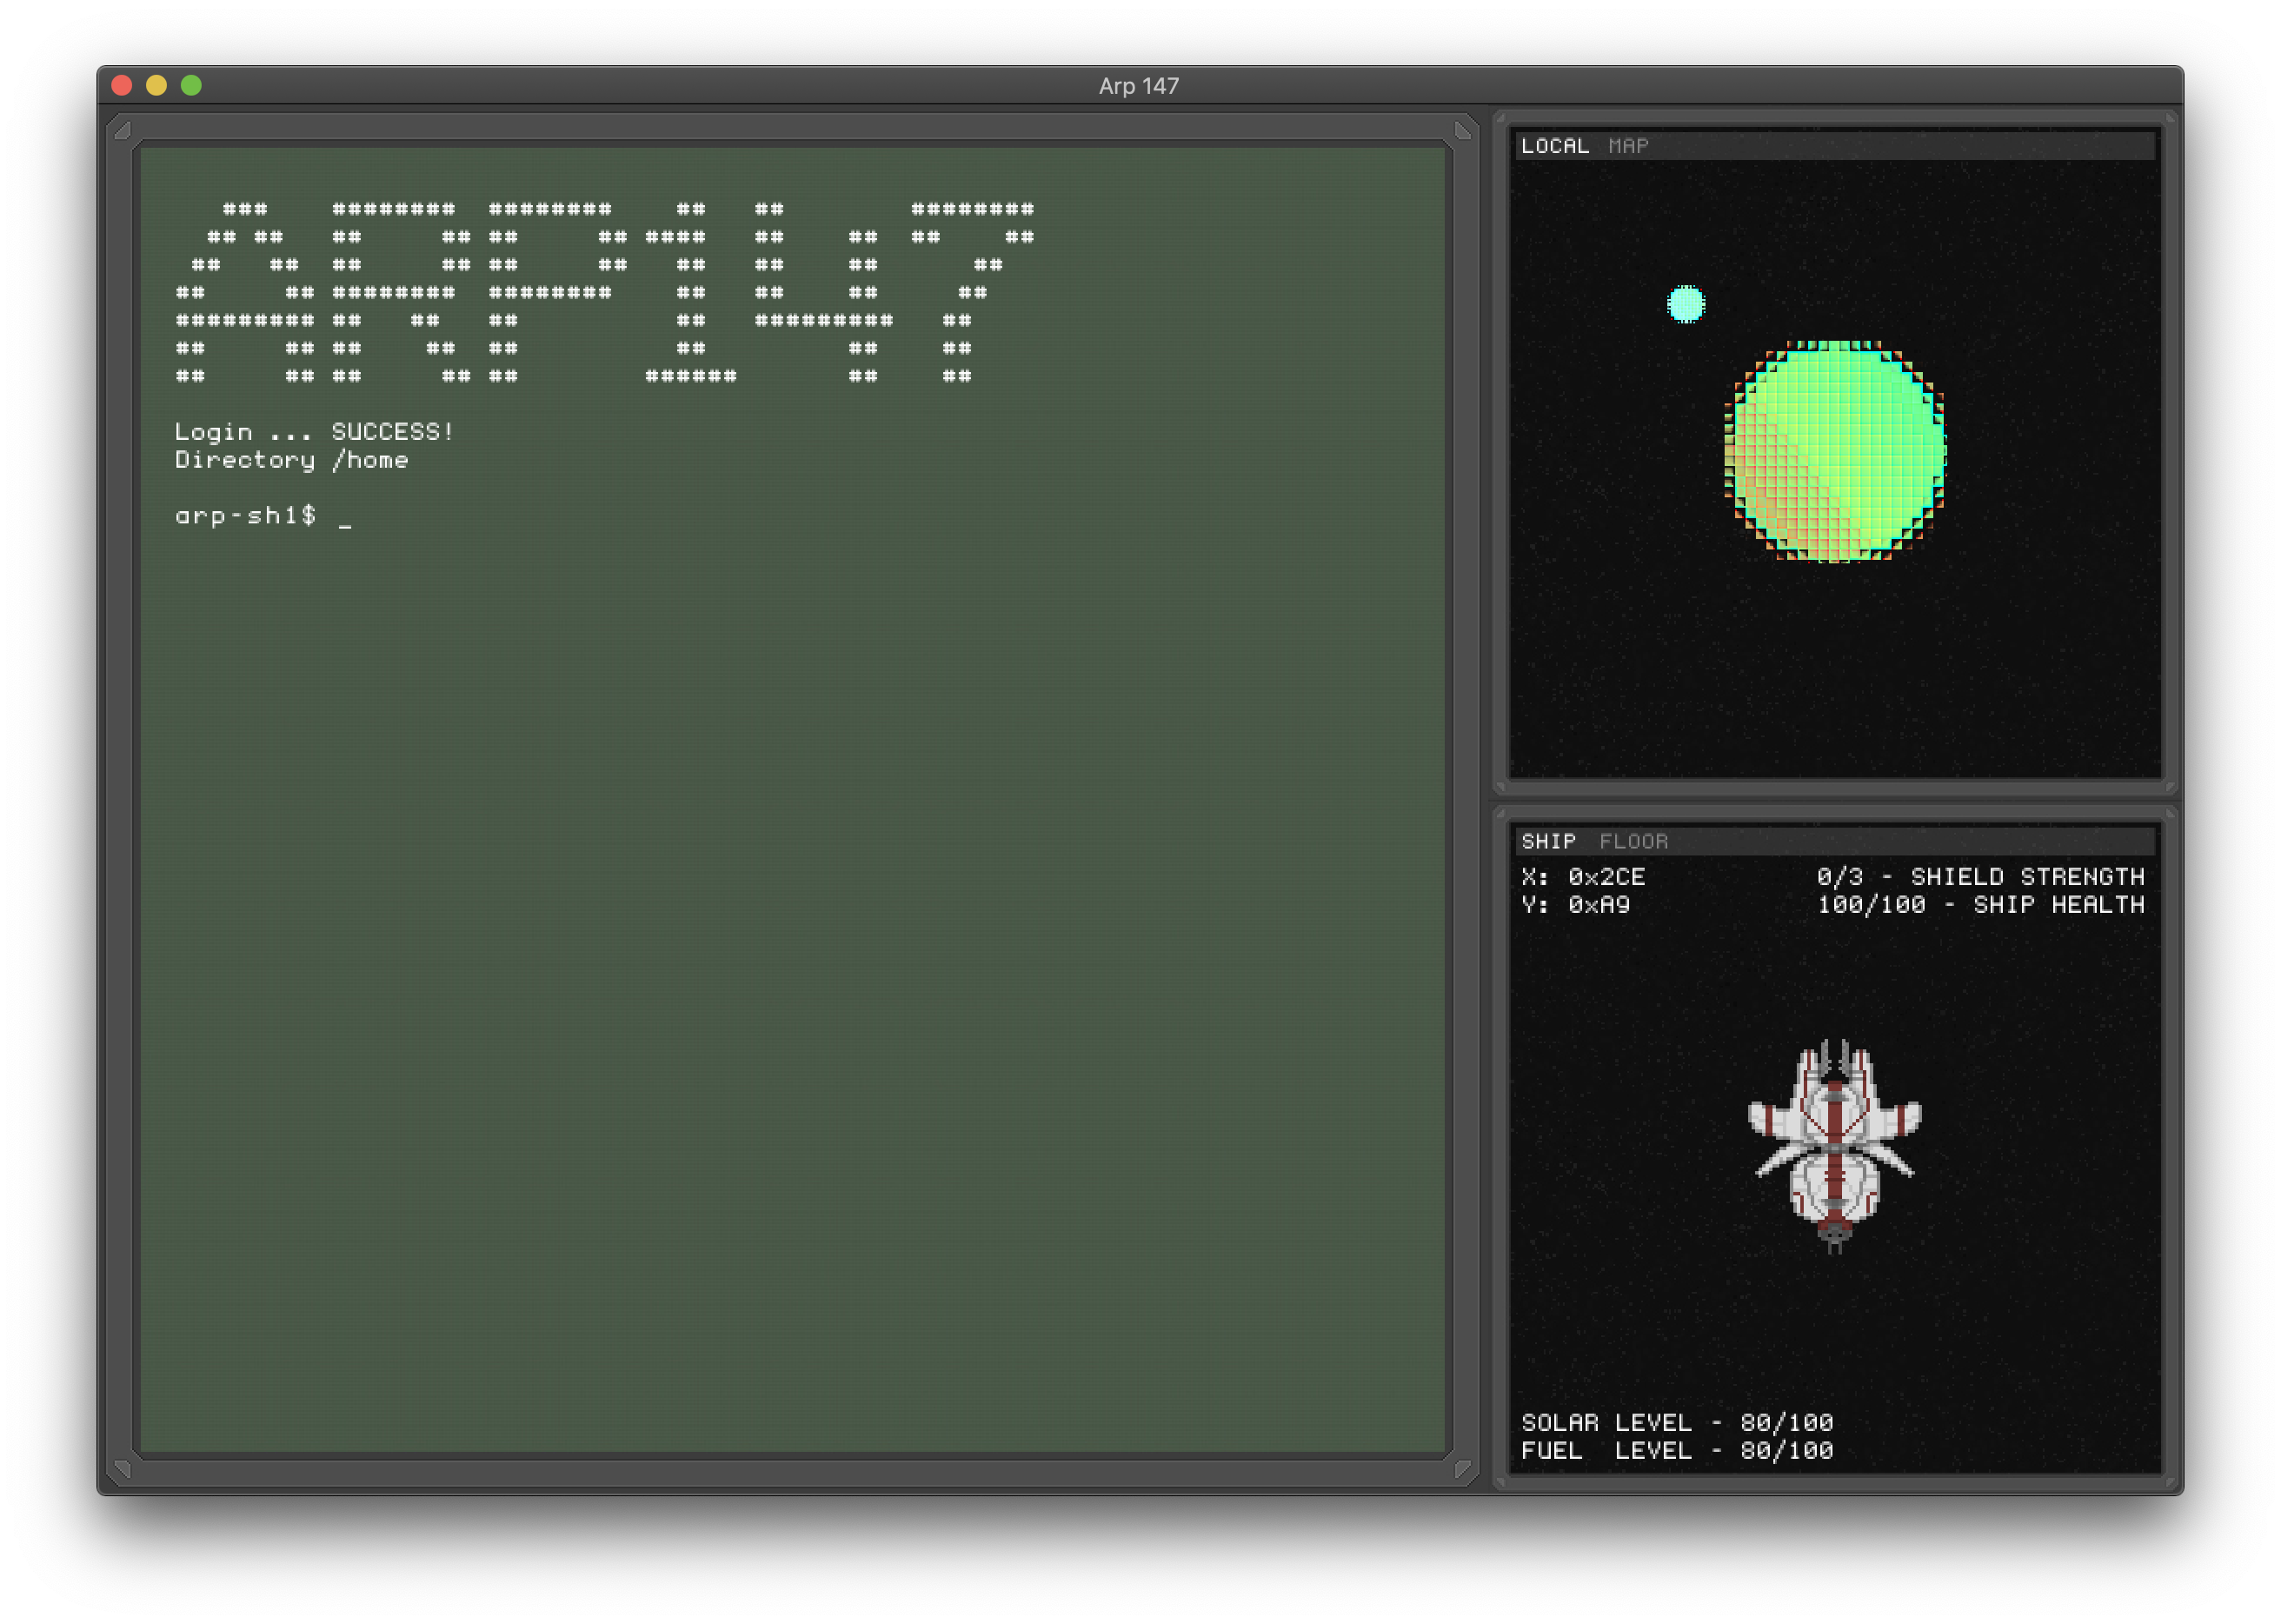 Arp 147
ARP147
Login ... SUCCESS!
Directory /home
arp-sh1$ _
LOCAL MAP
SHIP FLOOR
X: 0x2CE 0/3 - SHIELD STRENGTH
Y: 0xA9 100/100 - SHIP HEALTH
SOLAR LEVEL - 80/100
FUEL  LEVEL - 80/100